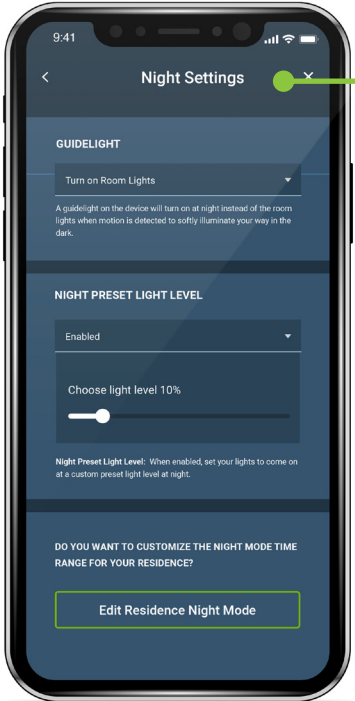 9:41
Night Settings
GUIDELIGHT
Turn on Room Lights
A guidelight on the device will turn on at night instead of the room
lights when motion is detected to softly illuminate your way in the
dark.
NIGHT PRESET LIGHT LEVEL
Enabled
Choose light level 10%
Night Preset Light Level: When enabled, set your lights to come on
at a custom preset light level at night.
DO YOU WANT TO CUSTOMIZE THE NIGHT MODE TIME
RANGE FOR YOUR RESIDENCE?
Edit Residence Night Mode